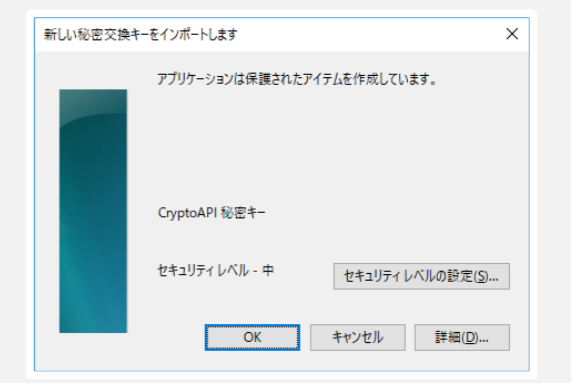 新しい秘密交換キーをインポートします
アプリケーションは保護されたアイテムを作成しています。
CryptoAPI 秘密キー
セキュリティ レベル - 中
セキュリティ レベルの設定(S)...
OK
キャンセル
詳細(D)...